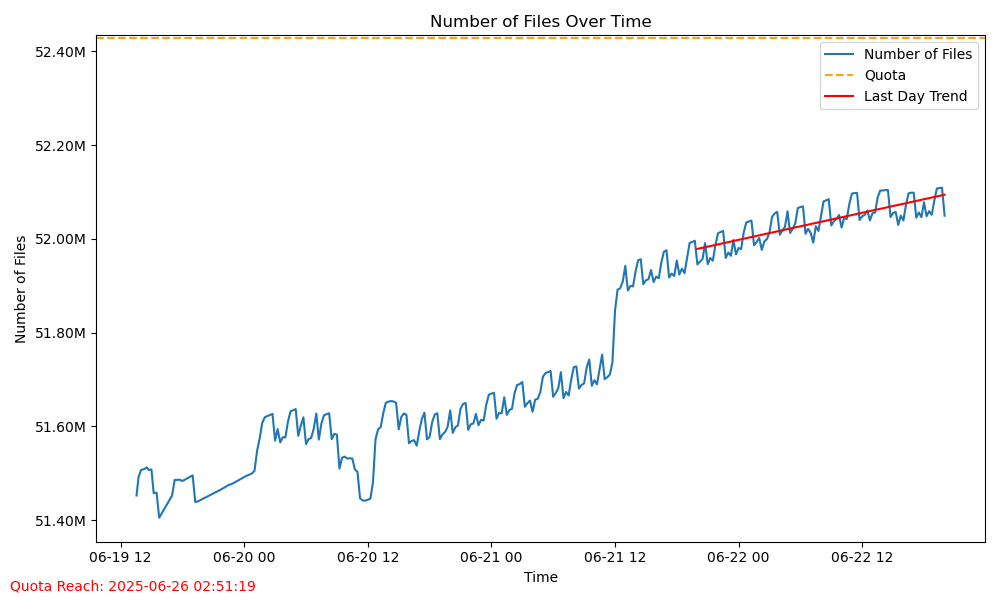 Number of Files Over Time
52.40M
52.20M
52.00M
51.80M
51.60M
51.40M
Number of Files
Number of Files
Quota
Last Day Trend
06-19 12
06-20 00
06-20 12
06-21 00
06-21 12
06-22 00
06-22 12
Time
Quota Reach: 2025-06-26 02:51:19